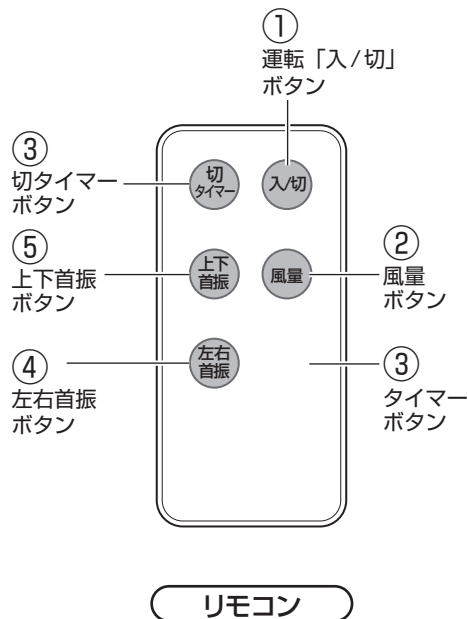 ①
運転「入/切」
ボタン
③
切タイマー
ボタン
切
タイマー
入/切
⑤
上下首振
ボタン
上下
首振
風量
②
風量
ボタン
④
左右首振
ボタン
左右
首振
③
タイマー
ボタン
リモコン